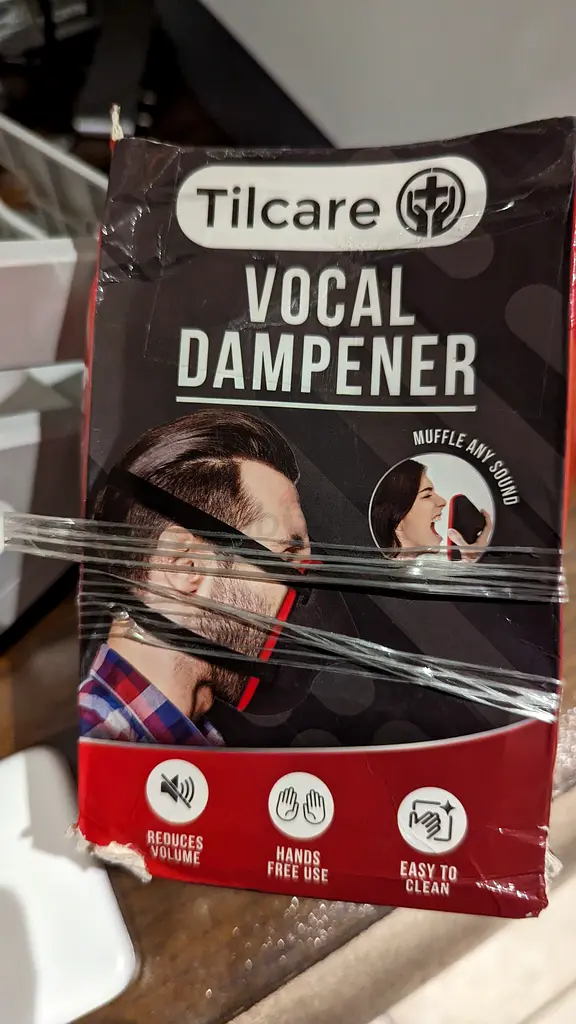 Tilcare
VOCAL
DAMPENER
MUFFLE ANY SOUND
REDUCES
VOLUME
HANDS
FREE USE
EASY TO
CLEAN